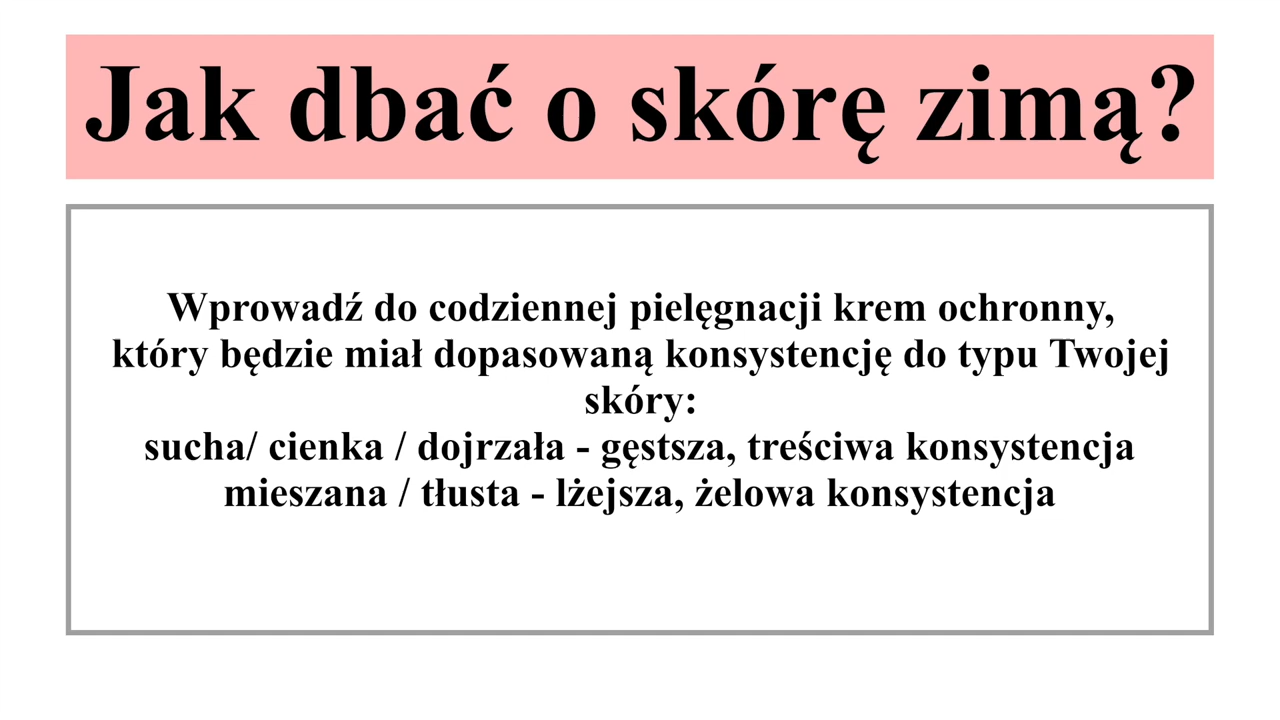 Jak dbać o skórę zimą?
Wprowadź do codziennej pielęgnacji krem ochronny,
który będzie miał dopasowaną konsystencję do typu Twojej
skóry:
sucha/ cienka / dojrzała - gęstsza, treściwa konsystencja
mieszana / tłusta - lżejsza, żelowa konsystencja